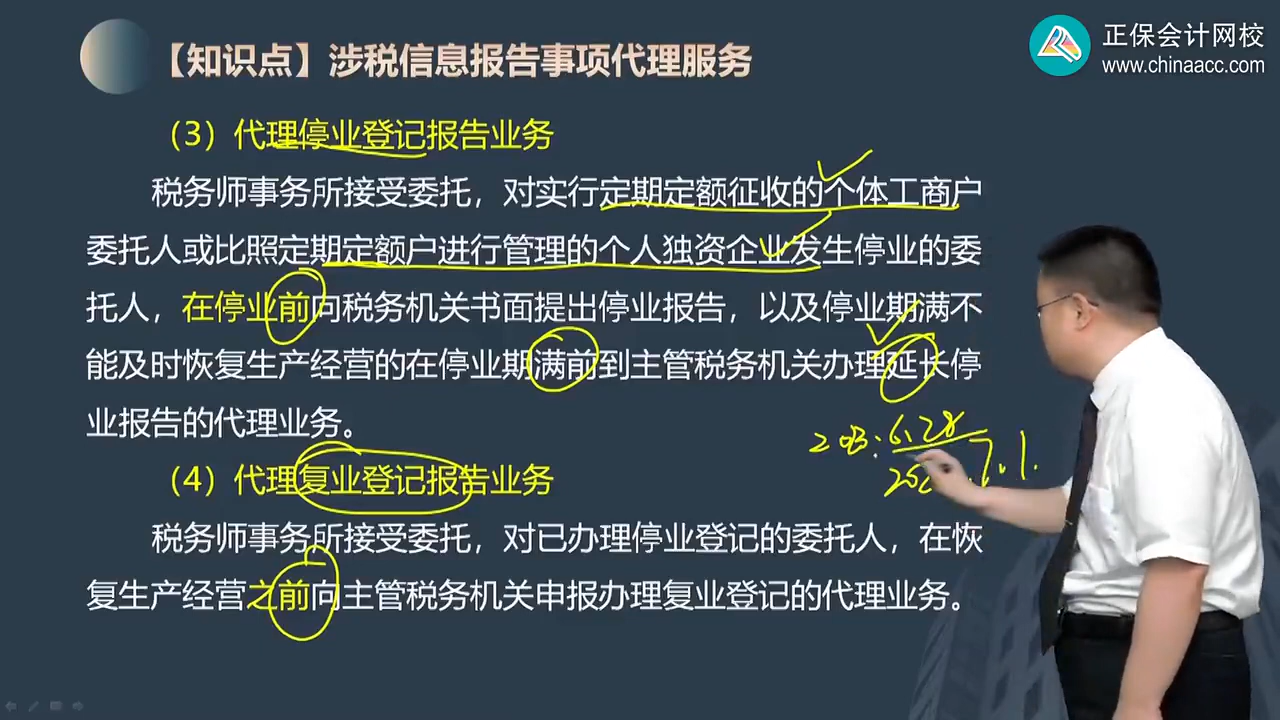 【知识点】涉税信息报告事项代理服务
正保会计网校
www.chinaacc.com
（3）代理停业登记报告业务
税务师事务所接受委托，对实行定期定额征收的个体工商户
委托人或比照定期定额户进行管理的个人独资企业发生停业的委
托人，在停业前向税务机关书面提出停业报告，以及停业期满不
能及时恢复生产经营的在停业期满前到主管税务机关办理延长停
业报告的代理业务。
6.28
7.1.
（4）代理复业登记报告业务
税务师事务所接受委托，对已办理停业登记的委托人，在恢
复生产经营之前向主管税务机关申报办理复业登记的代理业务。